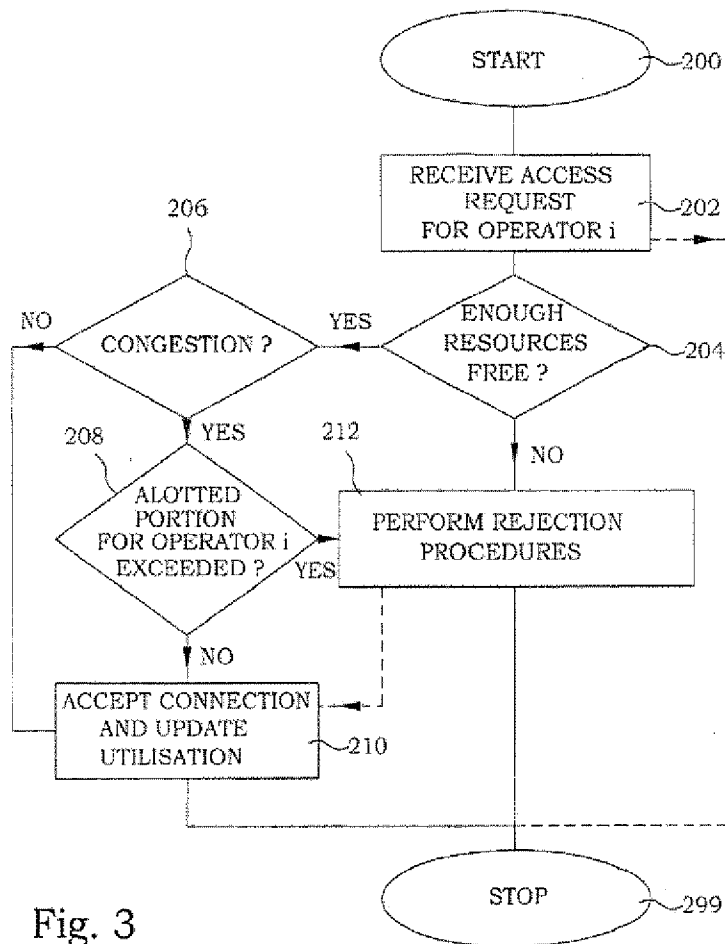 START
200
RECEIVE ACCESS
REQUEST
FOR OPERATOR i
202
206
NO
CONGESTION ?
YES
ENOUGH
RESOURCES
FREE ?
204
208
YES
212
NO
ALOTTED
PORTION
FOR OPERATOR i
EXCEEDED ?
YES
PERFORM REJECTION
PROCEDURES
NO
ACCEPT CONNECTION
AND UPDATE
UTILISATION
210
STOP
299
Fig. 3